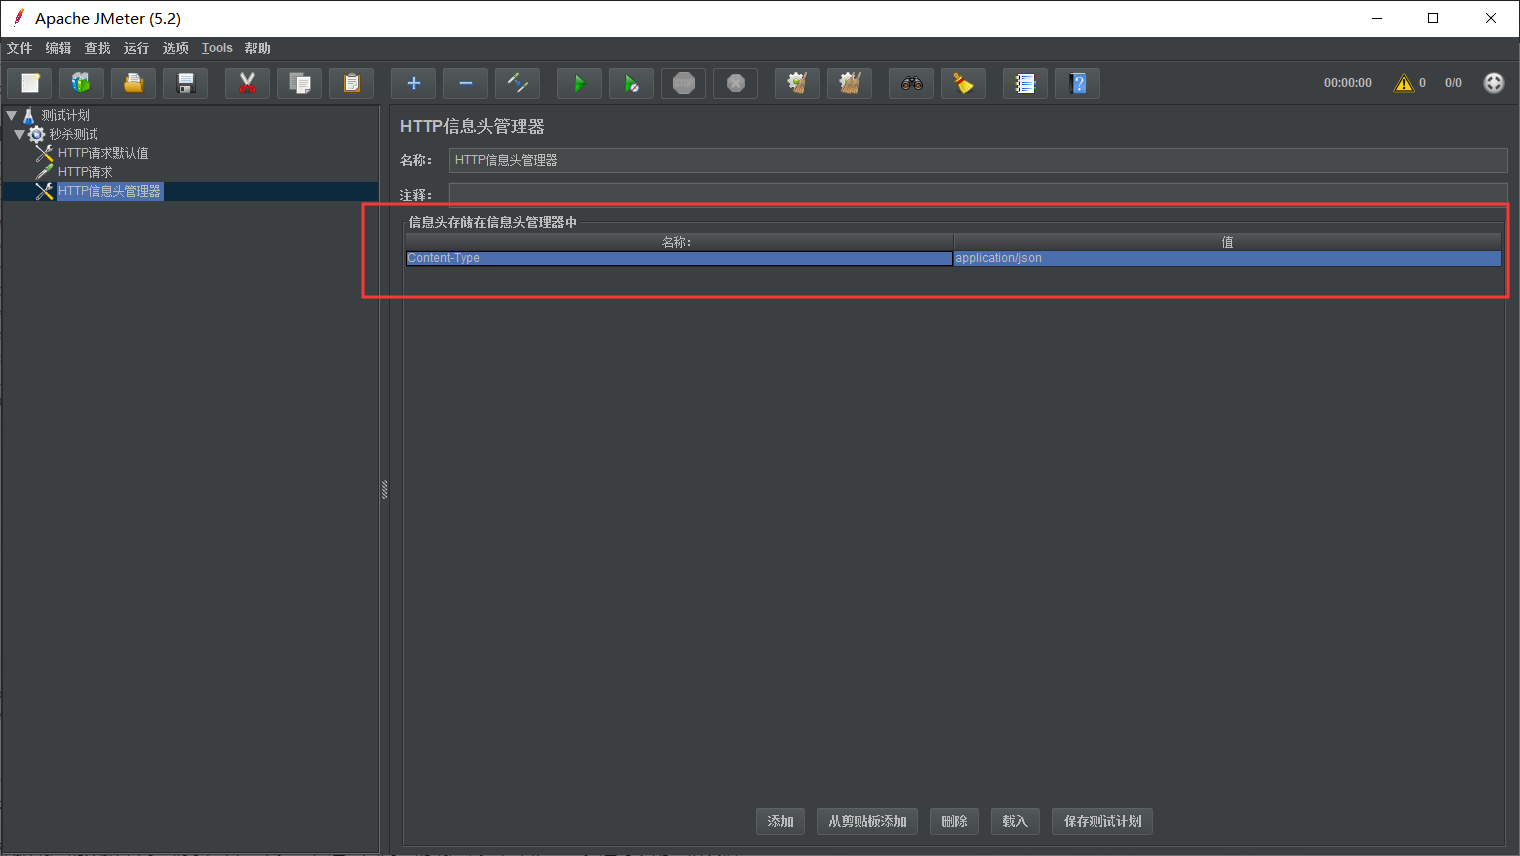 Apache JMeter (5.2)
文件 编辑 查找 运行 选项 Tools 帮助
00:00:00 0 0/0
测试计划
秒杀测试
HTTP请求默认值
HTTP请求
HTTP信息头管理器
HTTP信息头管理器
名称： HTTP信息头管理器
注释：
信息头存储在信息头管理器中
名称： 值
Content-Type application/json
添加 从剪贴板添加 删除 载入 保存测试计划